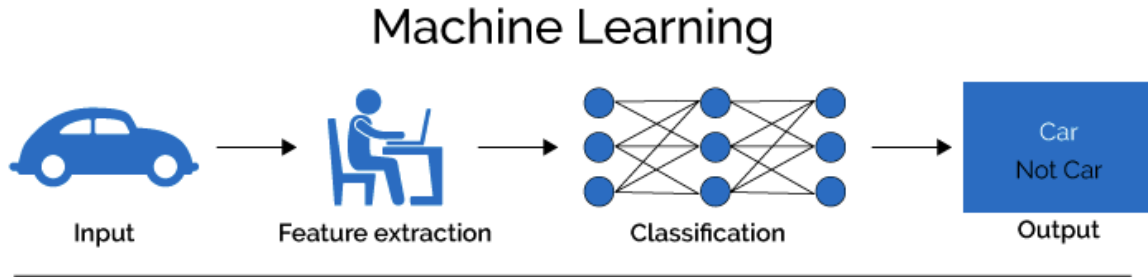 Machine Learning
Car
Not Car
Input
Feature extraction
Classification
Output